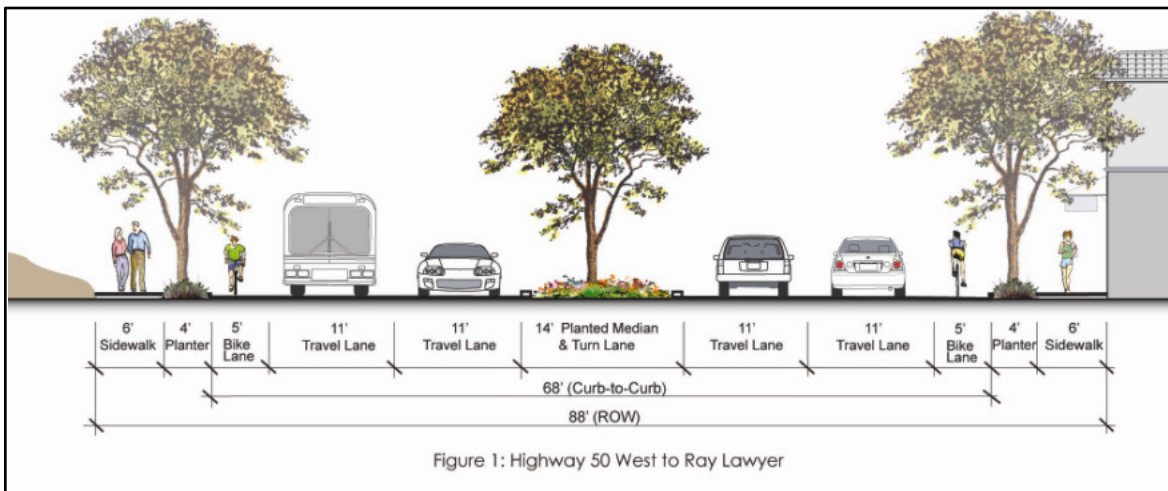 6' 4' 5' 11' 11' 14' Planted Median 11' 11' 5' 4' 6'
Sidewalk Planter Bike Travel Lane Travel Lane & Turn Lane Travel Lane Travel Lane Bike Planter Sidewalk
Lane Lane
68' (Curb-to-Curb)
88' (ROW)
Figure 1: Highway 50 West to Ray Lawyer